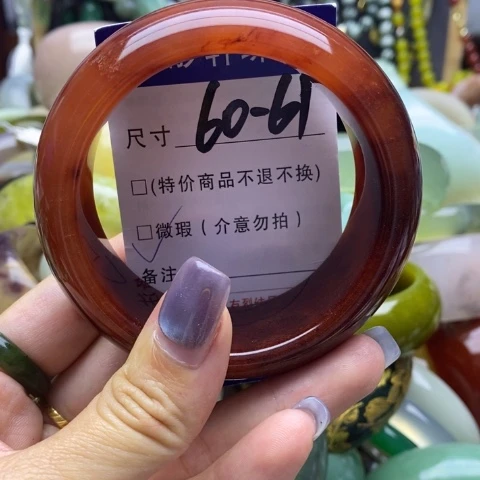 尺寸 60-61
□(特价商品不退不换)
□微瑕(介意勿拍)
备注